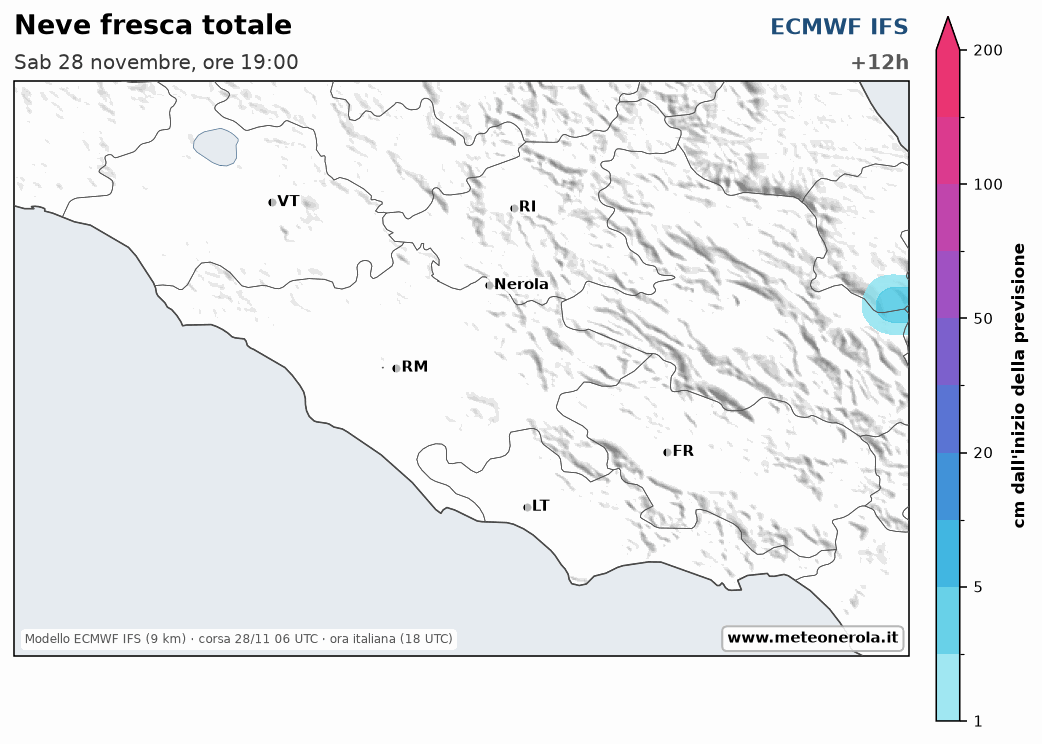 Neve fresca totale
ECMWF IFS
Sab 28 novembre, ore 19:00
+12h
200
100
50
20
5
1
cm dall'inizio della previsione
VT
RI
Nerola
RM
FR
LT
Modello ECMWF IFS (9 km) · corsa 28/11 06 UTC · ora italiana (18 UTC)
www.meteonerola.it